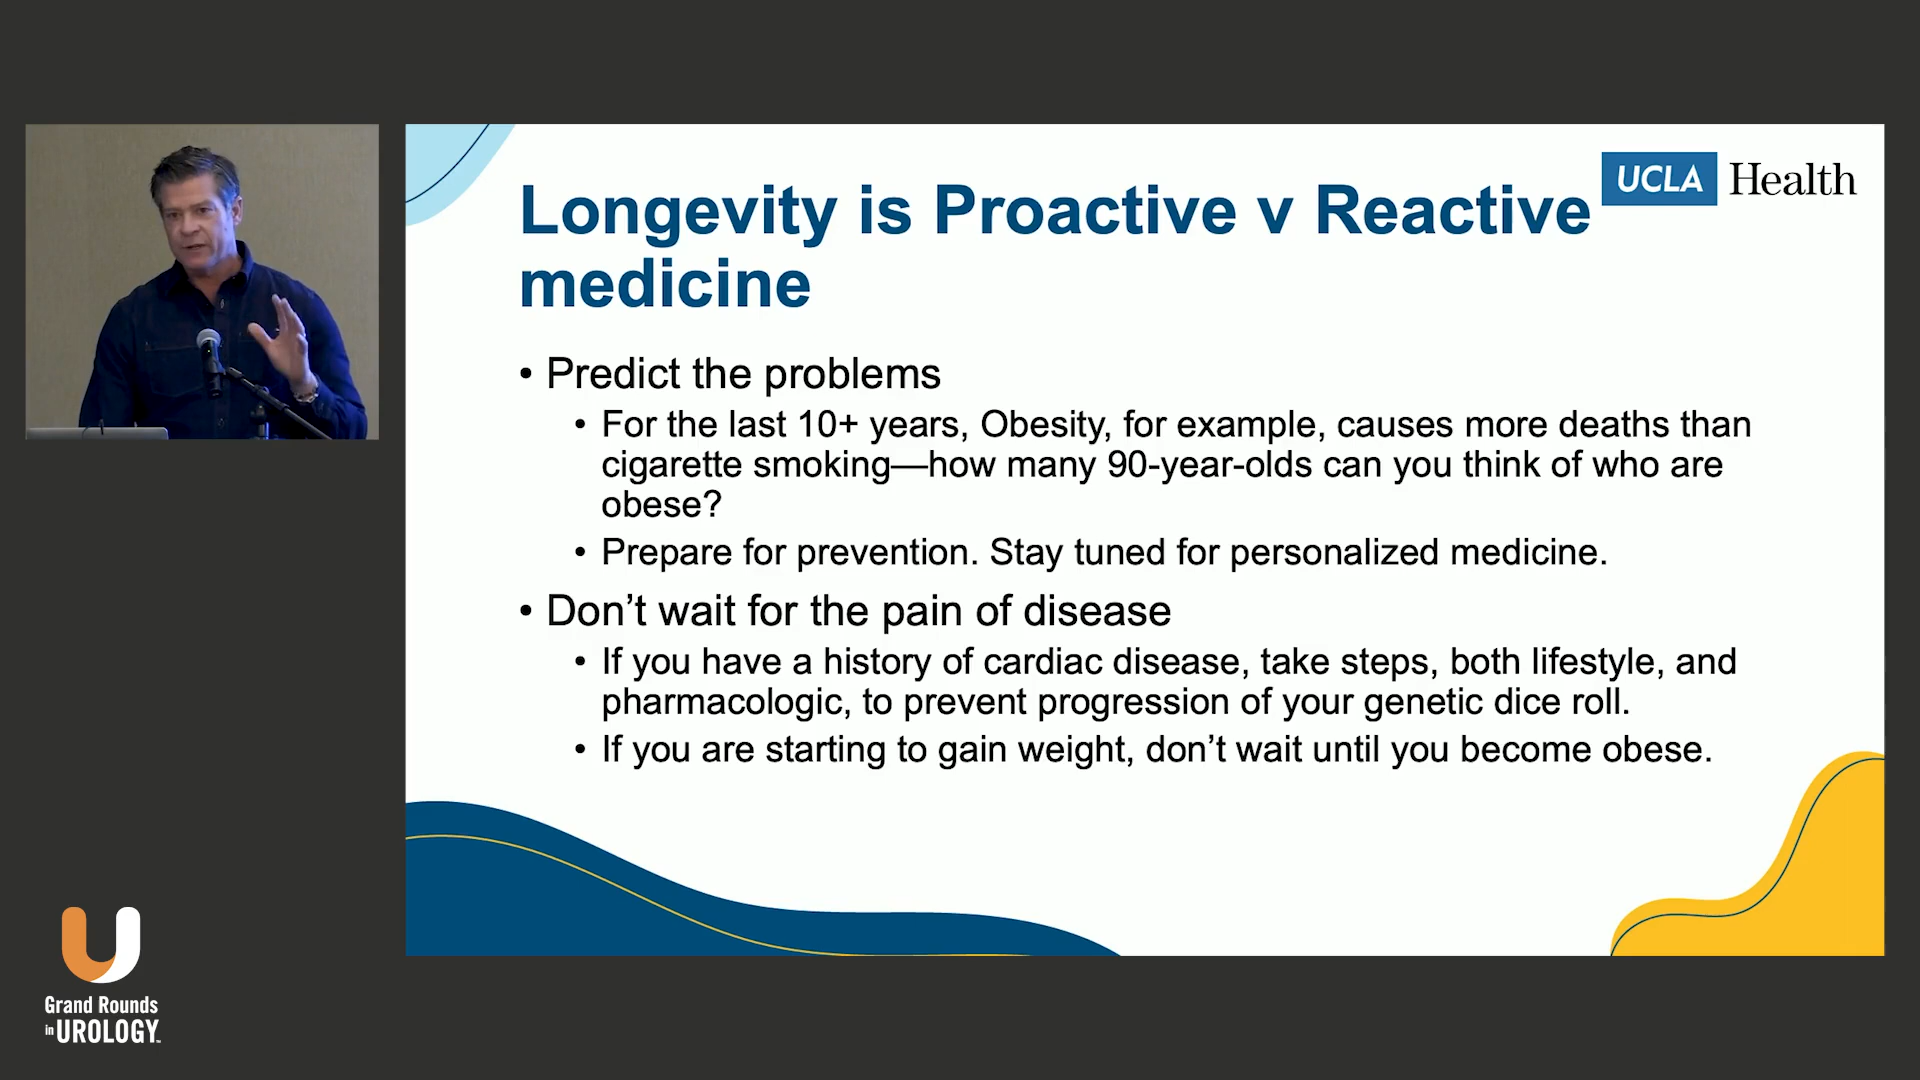 UCLA Health
Longevity is Proactive v Reactive
medicine
• Predict the problems
• For the last 10+ years, Obesity, for example, causes more deaths than
cigarette smoking—how many 90-year-olds can you think of who are
obese?
• Prepare for prevention. Stay tuned for personalized medicine.
• Don’t wait for the pain of disease
• If you have a history of cardiac disease, take steps, both lifestyle, and
pharmacologic, to prevent progression of your genetic dice roll.
• If you are starting to gain weight, don’t wait until you become obese.
Grand Rounds
in UROLOGY™